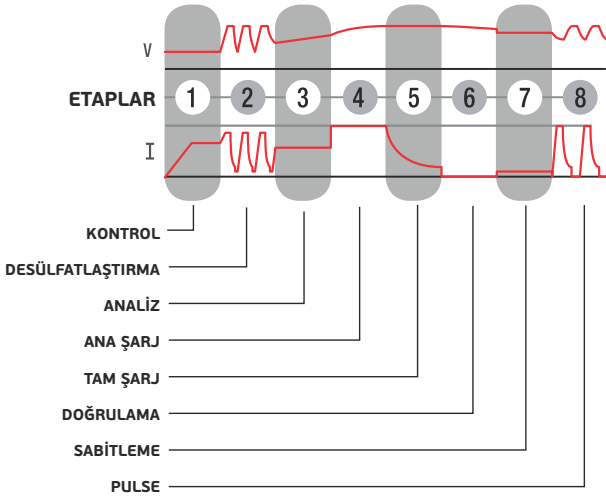 V
ETAPLAR 1 2 3 4 5 6 7 8
I
KONTROL
DESÜLFATLAŞTIRMA
ANALİZ
ANA ŞARJ
TAM ŞARJ
DOĞRULAMA
SABİTLEME
PULSE